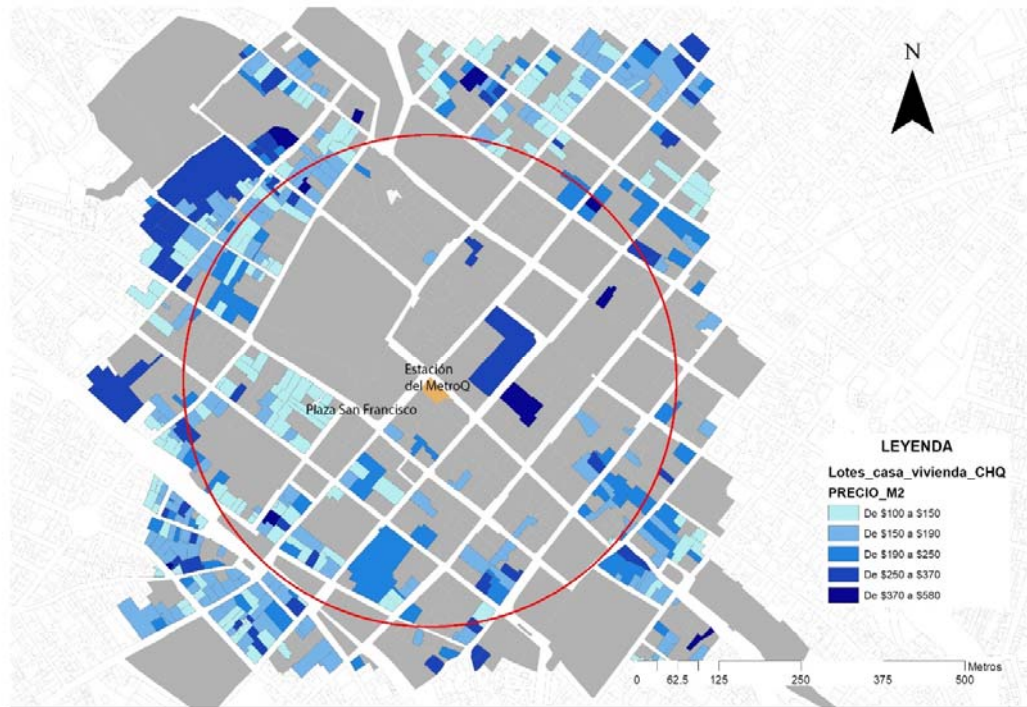 N
Estación
del MetroQ
Plaza San Francisco
LEYENDA
Lotes_casa_vivienda_CHQ
PRECIO_M2
De $100 a $150
De $150 a $190
De $190 a $250
De $250 a $370
De $370 a $580
Metros
0 62.5 125 250 375 500